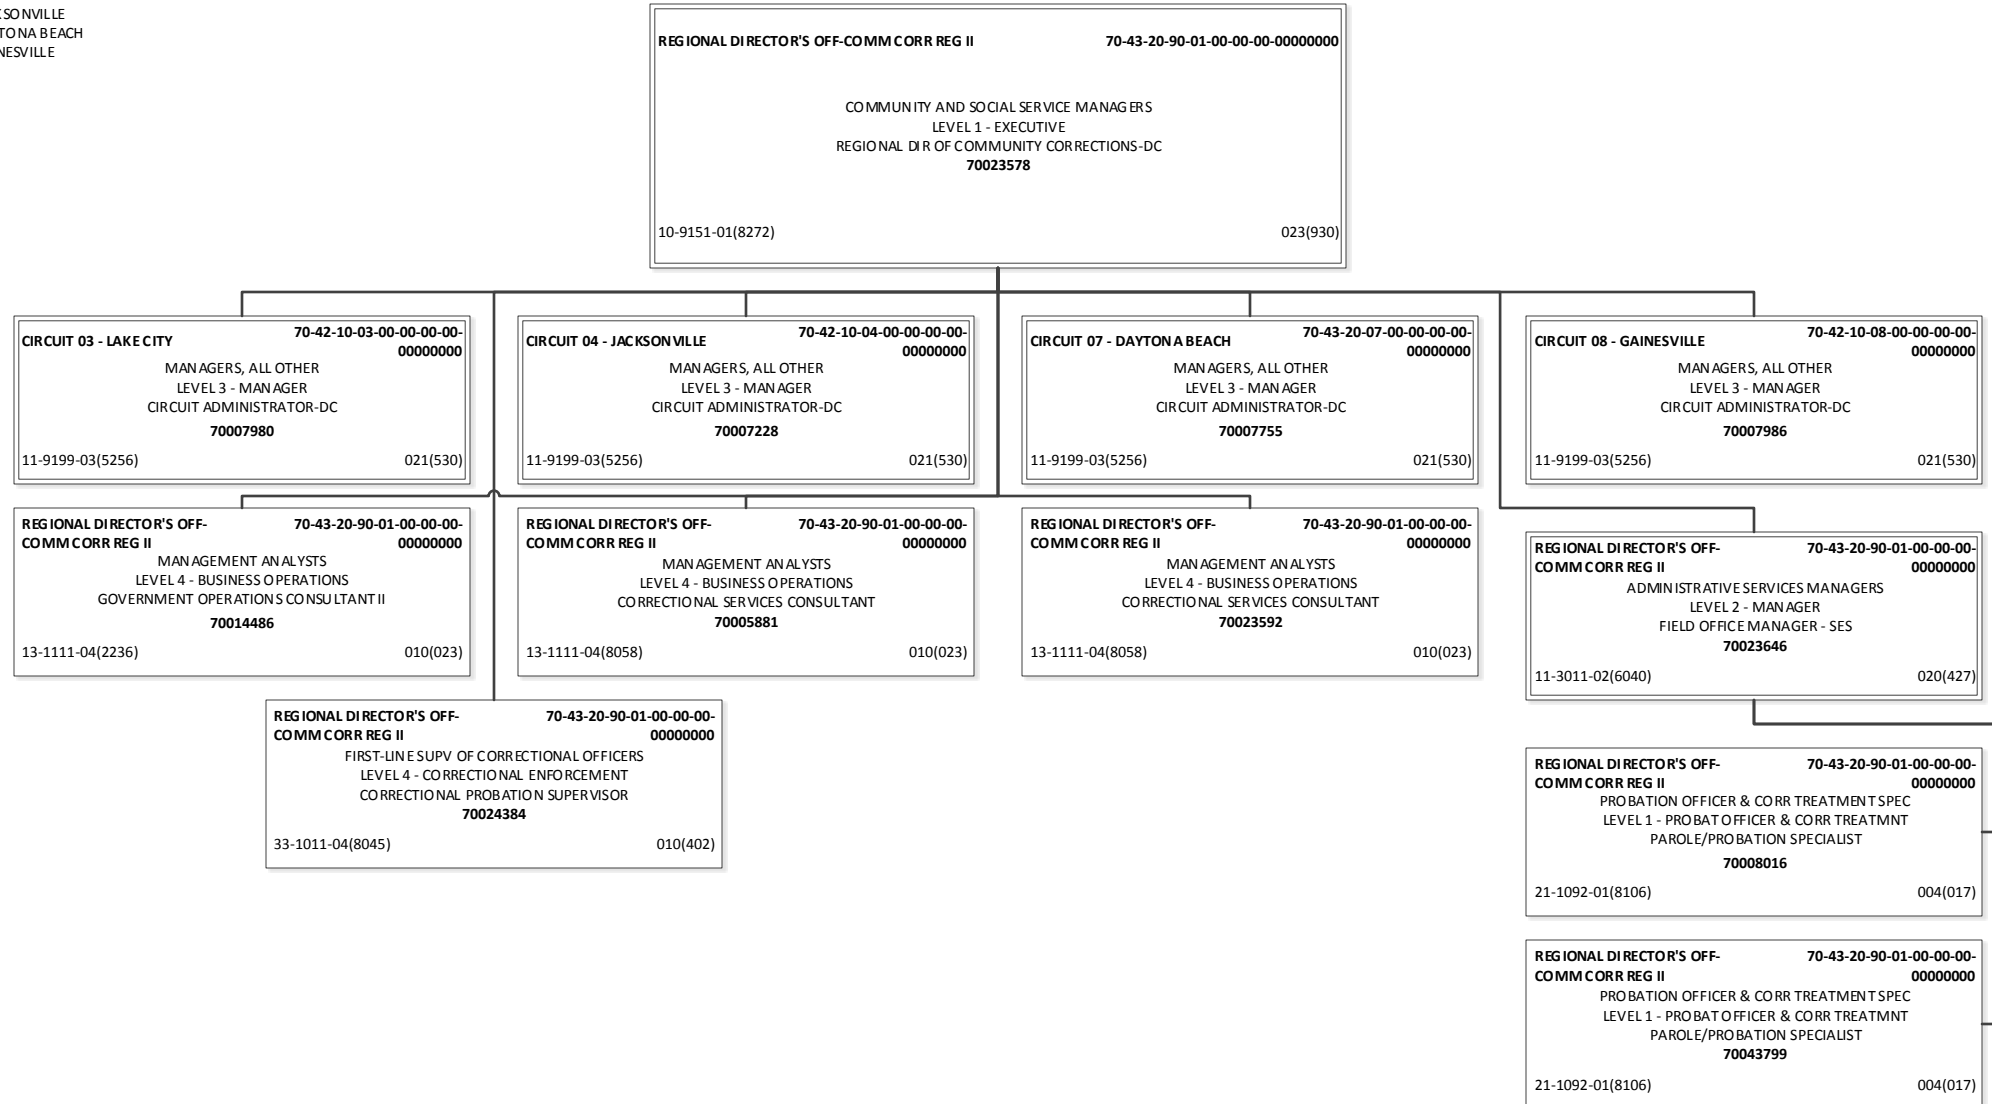 SONVILLE
TONA BEACH
NESVILLE
REGIONAL DIRECTOR'S OFF-COMM CORR REG II 70-43-20-90-01-00-00-00-00000000
COMMUNITY AND SOCIAL SERVICE MANAGERS
LEVEL 1 - EXECUTIVE
REGIONAL DIR OF COMMUNITY CORRECTIONS-DC
70023578
10-9151-01(8272) 023(930)
CIRCUIT 03 - LAKE CITY 70-42-10-03-00-00-00-00-
00000000
MANAGERS, ALL OTHER
LEVEL 3 - MANAGER
CIRCUIT ADMINISTRATOR-DC
70007980
11-9199-03(5256) 021(530)
CIRCUIT 04 - JACKSONVILLE 70-42-10-04-00-00-00-00-
00000000
MANAGERS, ALL OTHER
LEVEL 3 - MANAGER
CIRCUIT ADMINISTRATOR-DC
70007228
11-9199-03(5256) 021(530)
CIRCUIT 07 - DAYTONA BEACH 70-43-20-07-00-00-00-00-
00000000
MANAGERS, ALL OTHER
LEVEL 3 - MANAGER
CIRCUIT ADMINISTRATOR-DC
70007755
11-9199-03(5256) 021(530)
CIRCUIT 08 - GAINESVILLE 70-42-10-08-00-00-00-00-
00000000
MANAGERS, ALL OTHER
LEVEL 3 - MANAGER
CIRCUIT ADMINISTRATOR-DC
70007986
11-9199-03(5256) 021(530)
REGIONAL DIRECTOR'S OFF- 70-43-20-90-01-00-00-00-
COMM CORR REG II 00000000
MANAGEMENT ANALYSTS
LEVEL 4 - BUSINESS OPERATIONS
GOVERNMENT OPERATIONS CONSULTANT II
70014486
13-1111-04(2236) 010(023)
REGIONAL DIRECTOR'S OFF- 70-43-20-90-01-00-00-00-
COMM CORR REG II 00000000
MANAGEMENT ANALYSTS
LEVEL 4 - BUSINESS OPERATIONS
CORRECTIONAL SERVICES CONSULTANT
70005881
13-1111-04(8058) 010(023)
REGIONAL DIRECTOR'S OFF- 70-43-20-90-01-00-00-00-
COMM CORR REG II 00000000
MANAGEMENT ANALYSTS
LEVEL 4 - BUSINESS OPERATIONS
CORRECTIONAL SERVICES CONSULTANT
70023592
13-1111-04(8058) 010(023)
REGIONAL DIRECTOR'S OFF- 70-43-20-90-01-00-00-00-
COMM CORR REG II 00000000
ADMINISTRATIVE SERVICES MANAGERS
LEVEL 2 - MANAGER
FIELD OFFICE MANAGER - SES
70023646
11-3011-02(6040) 020(427)
REGIONAL DIRECTOR'S OFF- 70-43-20-90-01-00-00-00-
COMM CORR REG II 00000000
FIRST-LINE SUPV OF CORRECTIONAL OFFICERS
LEVEL 4 - CORRECTIONAL ENFORCEMENT
CORRECTIONAL PROBATION SUPERVISOR
70024384
33-1011-04(8045) 010(402)
REGIONAL DIRECTOR'S OFF- 70-43-20-90-01-00-00-00-
COMM CORR REG II 00000000
PROBATION OFFICER & CORR TREATMENT SPEC
LEVEL 1 - PROBAT OFFICER & CORR TREATMNT
PAROLE/PROBATION SPECIALIST
70008016
21-1092-01(8106) 004(017)
REGIONAL DIRECTOR'S OFF- 70-43-20-90-01-00-00-00-
COMM CORR REG II 00000000
PROBATION OFFICER & CORR TREATMENT SPEC
LEVEL 1 - PROBAT OFFICER & CORR TREATMNT
PAROLE/PROBATION SPECIALIST
70043799
21-1092-01(8106) 004(017)